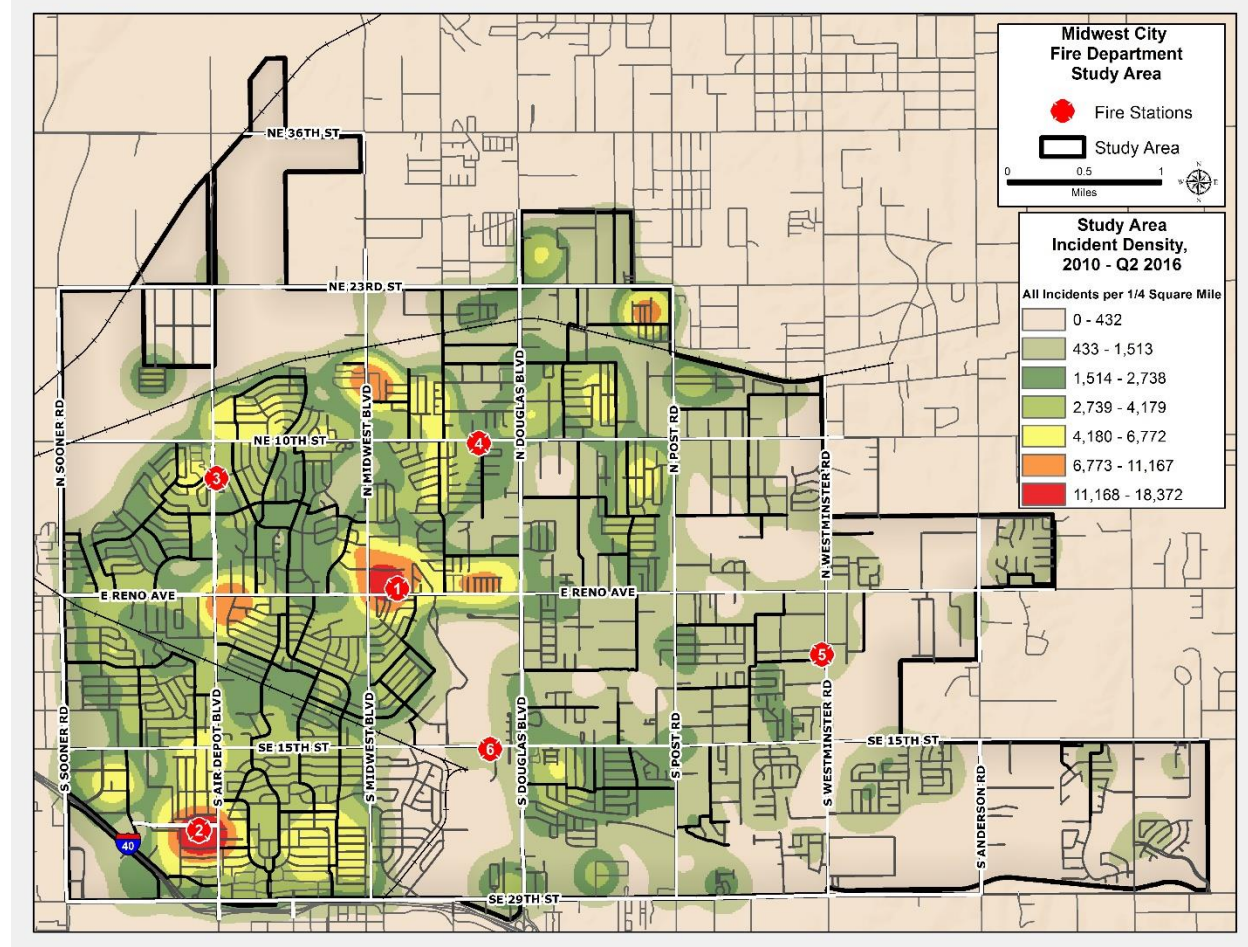 Midwest City
Fire Department
Study Area
Fire Stations
Study Area
0 0.5 1
Miles
N
W E
S
Study Area
Incident Density,
2010 - Q2 2016
All Incidents per 1/4 Square Mile
0 - 432
433 - 1,513
1,514 - 2,738
2,739 - 4,179
4,180 - 6,772
6,773 - 11,167
11,168 - 18,372
NE 36TH ST
NE 23RD ST
N SOONER RD
N MIDWEST BLVD
N DOUGLAS BLVD
N POST RD
N WESTMINSTER RD
NE 10TH ST
4
3
1
E RENO AVE
E RENO AVE
5
S SOONER RD
S AIR DEPOT BLVD
S MIDWEST BLVD
S DOUGLAS BLVD
S POST RD
S WESTMINSTER RD
S ANDERSON RD
SE 15TH ST
6
SE 15TH ST
2
40
SE 29TH ST